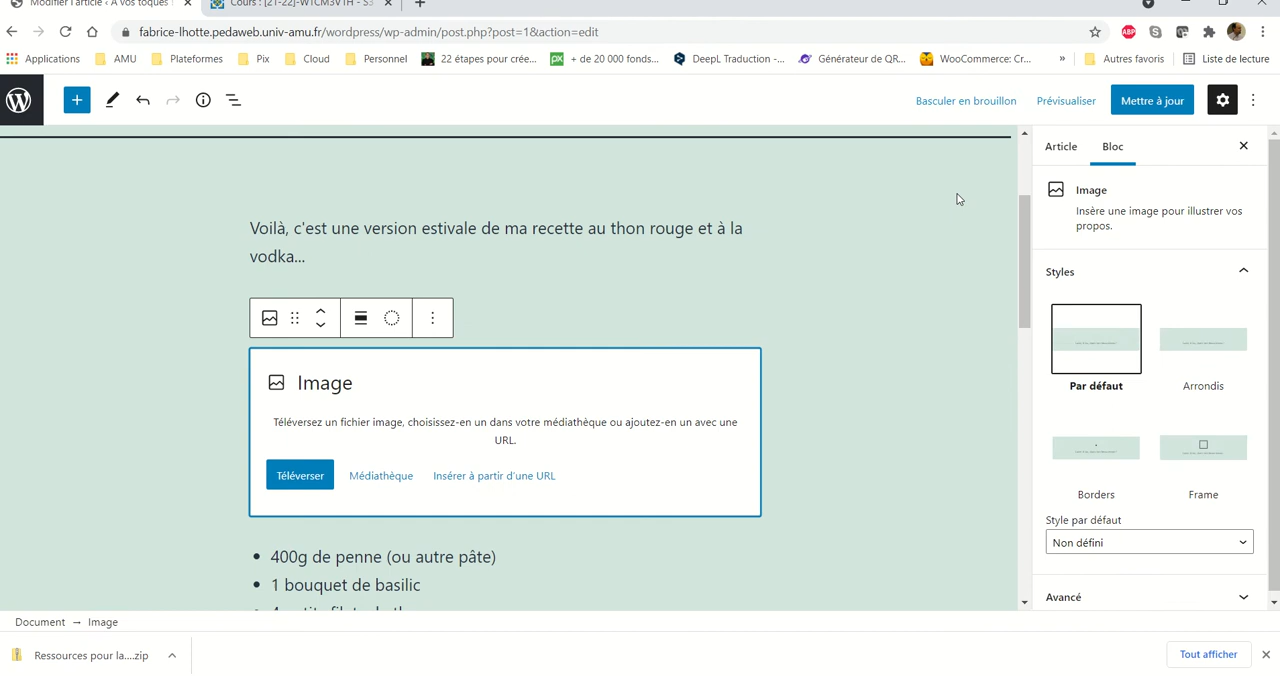 Modifier l'article ‹ A vos toques
Cours : [21-22]-W1CM3V1H - S3
fabrice-lhotte.pedaweb.univ-amu.fr/wordpress/wp-admin/post.php?post=1&action=edit
Applications
AMU
Plateformes
Pix
Cloud
Personnel
22 étapes pour crée...
+ de 20 000 fonds...
DeepL Traduction -...
Générateur de QR...
WooCommerce: Cr...
»
Autres favoris
Liste de lecture
Basculer en brouillon
Prévisualiser
Mettre à jour
Article
Bloc
Image
Insère une image pour illustrer vos
propos.
Voilà, c'est une version estivale de ma recette au thon rouge et à la
vodka...
Styles
Par défaut
Arrondis
Borders
Frame
Style par défaut
Non défini
Avancé
Image
Téléversez un fichier image, choisissez-en un dans votre médiathèque ou ajoutez-en un avec une
URL.
Téléverser
Médiathèque
Insérer à partir d'une URL
400g de penne (ou autre pâte)
1 bouquet de basilic
Document → Image
Ressources pour la....zip
Tout afficher